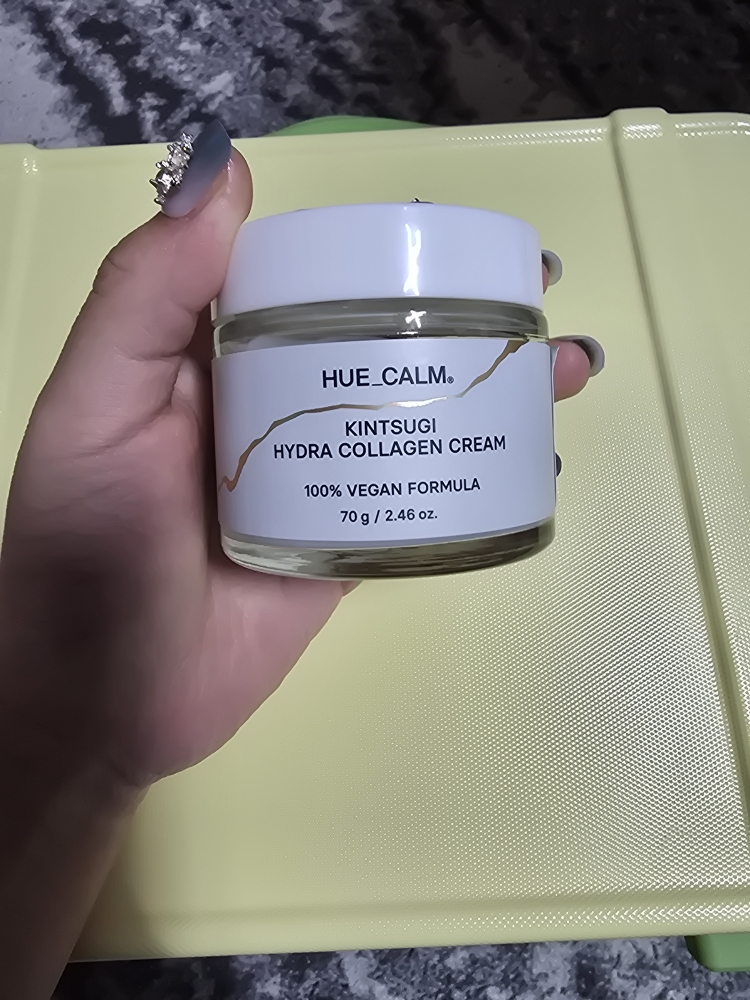 HUE_CALM®
KINTSUGI
HYDRA COLLAGEN CREAM
100% VEGAN FORMULA
70 g / 2.46 oz.